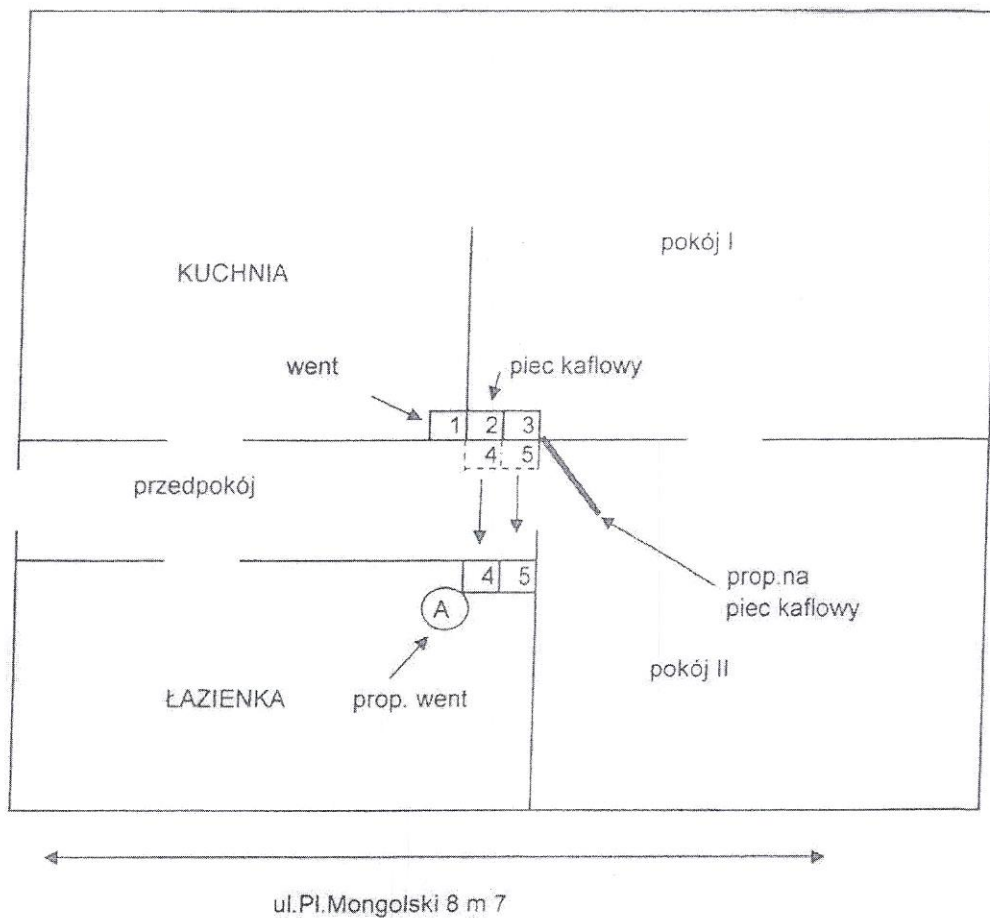 pokój I
KUCHNIA
went
piec kaflowy
1 2 3
4 5
przedpokój
4 5
prop.na
piec kaflowy
A
pokój II
ŁAZIENKA
prop. went
ul.Pl.Mongolski 8 m 7